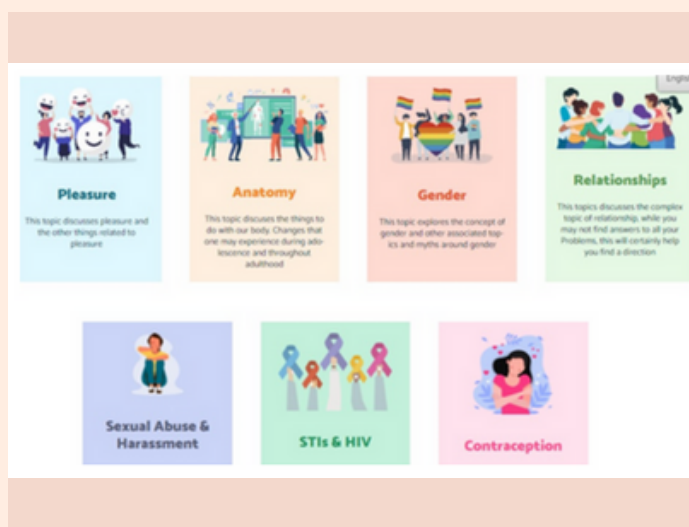 Englis
Pleasure
This topic discusses pleasure and
the other things related to
pleasure
Anatomy
This topic discusses the things to
do with our body. Changes that
one may experience during ado-
lescence and throughout
adulthood
Gender
This topic explores the concept of
gender and other associated top-
ics and myths around gender
Relationships
This topics discusses the complex
topic of relationship, while you
may not find answers to all your
Problems, this will certainly help
you find a direction
Sexual Abuse &
Harassment
STIs & HIV
Contraception